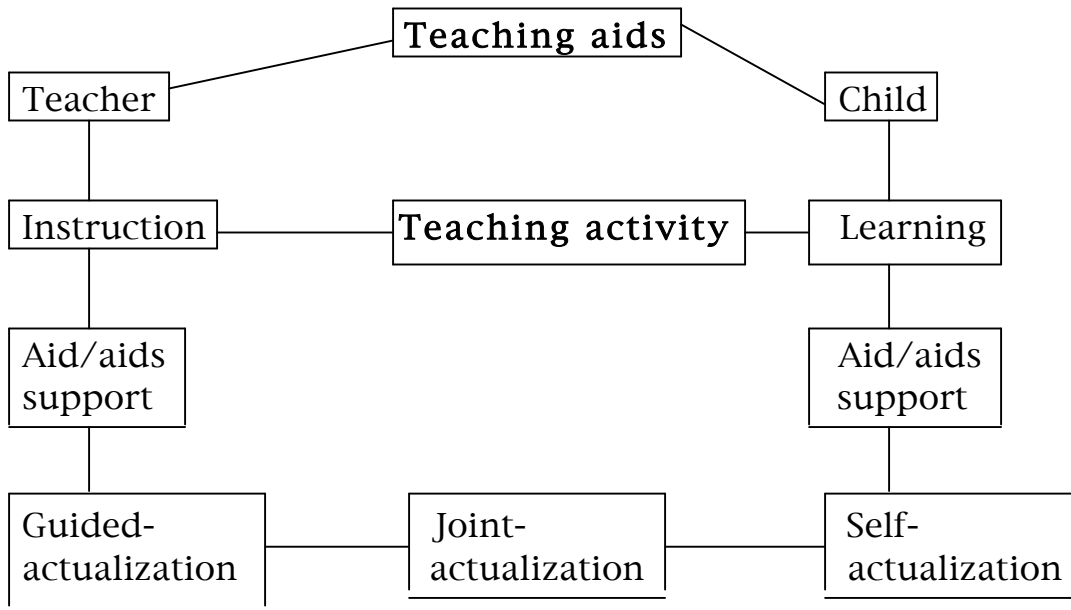 Teaching aids
Teacher
Child
Instruction
Teaching activity
Learning
Aid/aids
support
Aid/aids
support
Guided-
actualization
Joint-
actualization
Self-
actualization